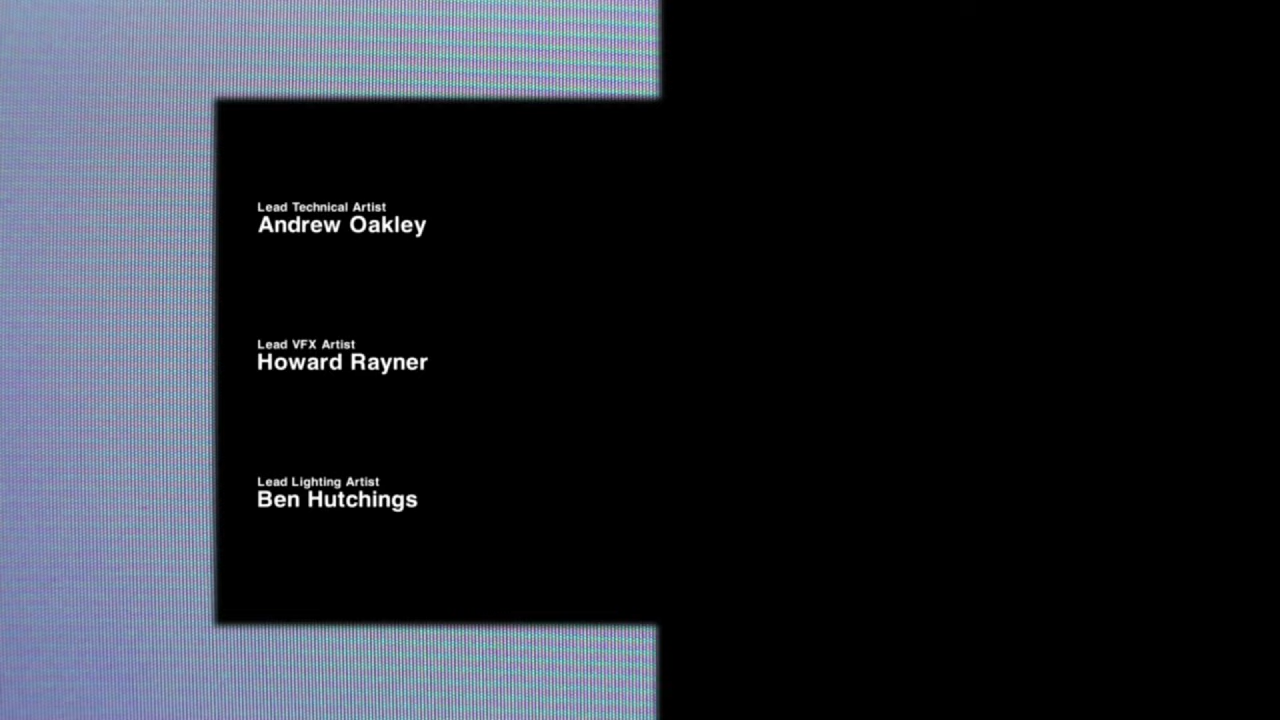 Lead Technical Artist
Andrew Oakley
Lead VFX Artist
Howard Rayner
Lead Lighting Artist
Ben Hutchings